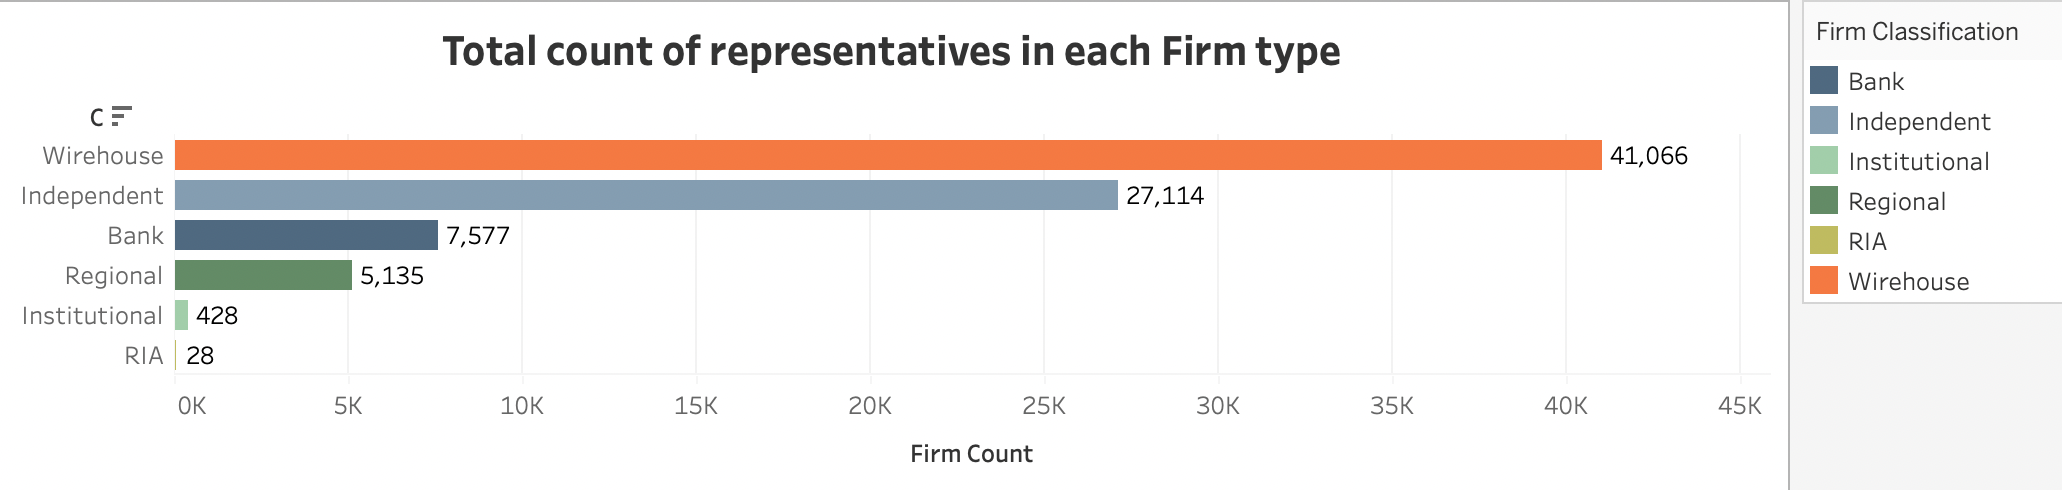 Total count of representatives in each Firm type
C
Wirehouse 41,066
Independent 27,114
Bank 7,577
Regional 5,135
Institutional 428
RIA 28
0K 5K 10K 15K 20K 25K 30K 35K 40K 45K
Firm Count
Firm Classification
Bank
Independent
Institutional
Regional
RIA
Wirehouse